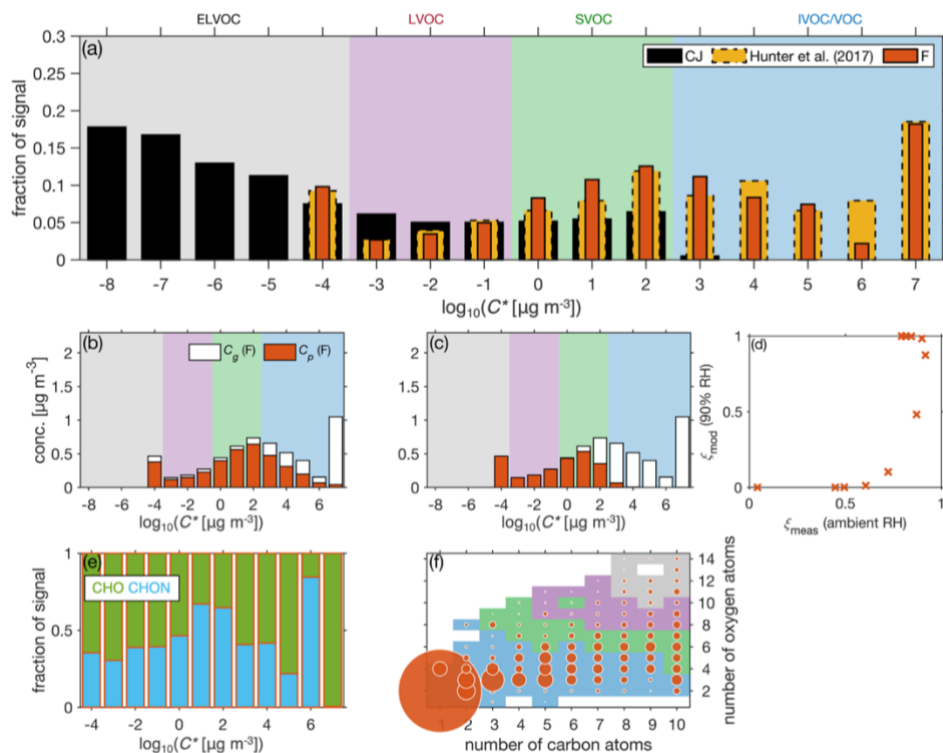 ELVOC LVOC SVOC IVOC/VOC
(a)
CJ Hunter et al. (2017) F
fraction of signal
0.3
0.25
0.2
0.15
0.1
0.05
0
-8 -7 -6 -5 -4 -3 -2 -1 0 1 2 3 4 5 6 7
log10(C* [µg m-3])
(b)
Cg (F) Cp (F)
conc. [µg m-3]
2
1.5
1
0.5
0
-8 -6 -4 -2 0 2 4 6
log10(C* [µg m-3])
(c)
2
1.5
1
0.5
0
-8 -6 -4 -2 0 2 4 6
log10(C* [µg m-3])
(d)
ξmod (90% RH)
1
0.5
0
0 0.5 1
ξmeas (ambient RH)
(e)
CHO CHON
fraction of signal
1
0.5
0
-4 -2 0 2 4 6
log10(C* [µg m-3])
(f)
14
12
10
8
6
4
2
number of oxygen atoms
1 2 3 4 5 6 7 8 9 10
number of carbon atoms